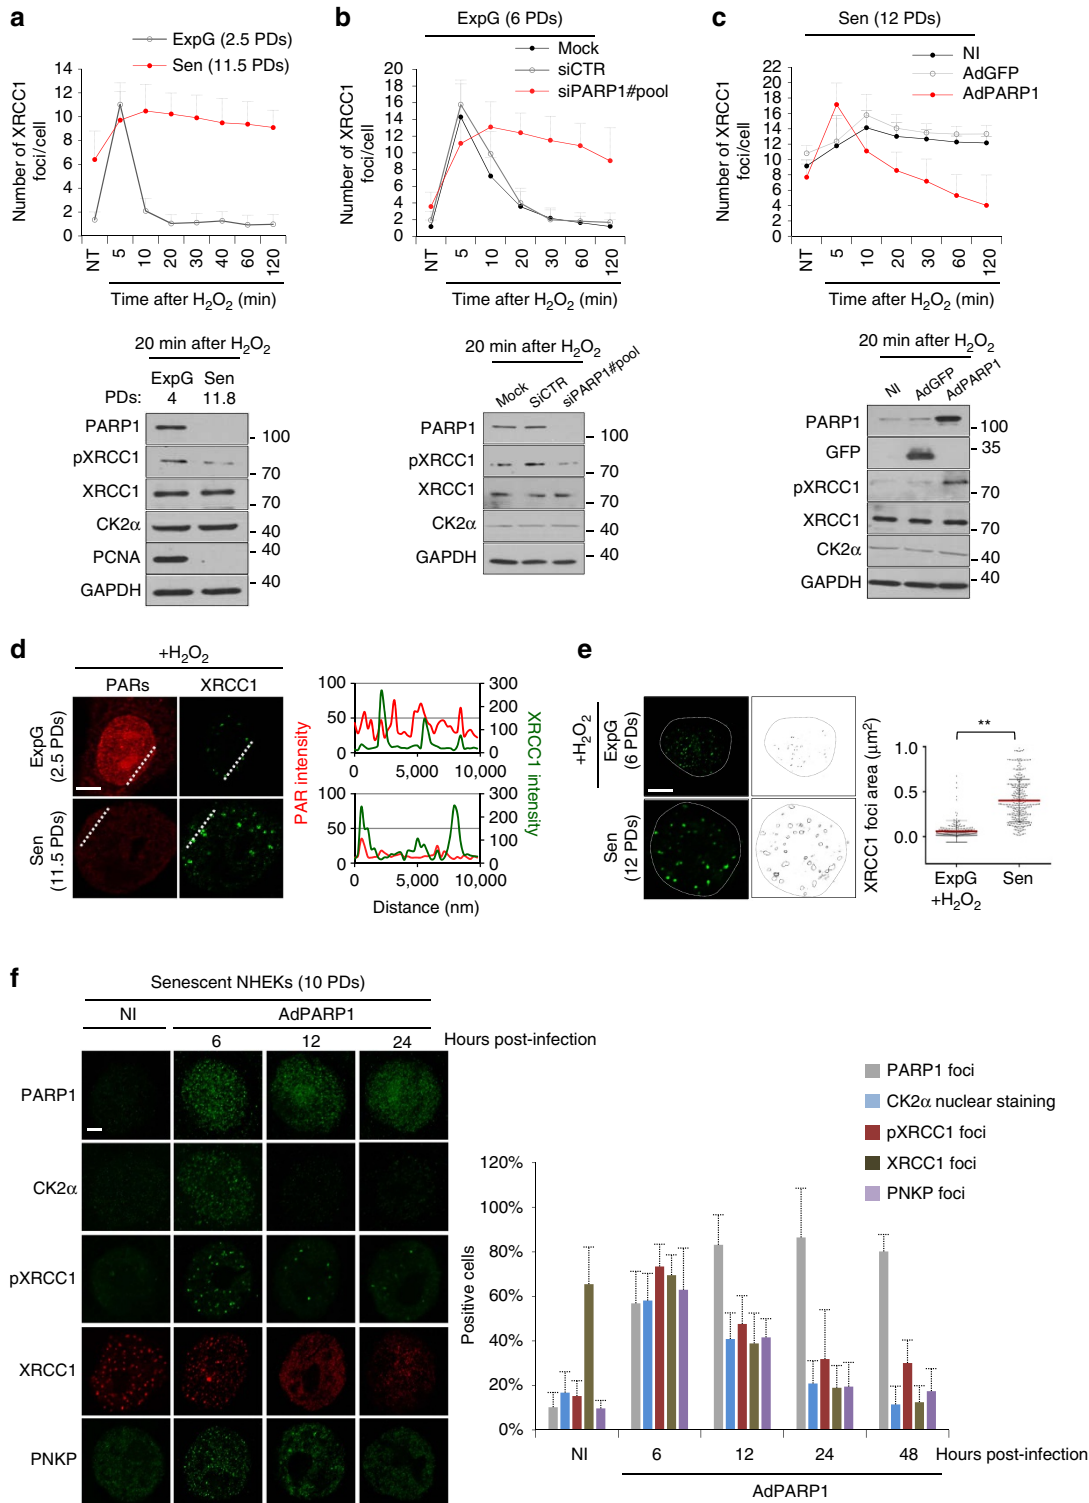 a
ExpG (2.5 PDs)
Sen (11.5 PDs)
Number of XRCC1 foci/cell
14
12
10
8
6
4
2
0
NT 5 10 20 30 40 60 120
Time after H₂O₂ (min)
20 min after H₂O₂
ExpG Sen
PDs: 4 11.8
PARP1
100
pXRCC1
70
XRCC1
70
CK2α
40
PCNA
40
GAPDH
40
b
ExpG (6 PDs)
Mock
siCTR
siPARP1#pool
Number of XRCC1 foci/cell
20
18
16
14
12
10
8
6
4
2
0
NT 5 10 20 30 60 120
Time after H₂O₂ (min)
20 min after H₂O₂
Mock SiCTR siPARP1#pool
PARP1
100
pXRCC1
70
XRCC1
70
CK2α
40
GAPDH
40
c
Sen (12 PDs)
NI
AdGFP
AdPARP1
Number of XRCC1 foci/cell
22
20
18
16
14
12
10
8
6
4
2
0
NT 5 10 20 30 60 120
Time after H₂O₂ (min)
20 min after H₂O₂
NI AdGFP AdPARP1
PARP1
100
GFP
35
pXRCC1
70
XRCC1
70
CK2α
40
GAPDH
40
d
+H₂O₂
PARs XRCC1
ExpG (2.5 PDs)
Sen (11.5 PDs)
PAR intensity
XRCC1 intensity
100 300
50 200
100
0 0
0 5,000 10,000
100 300
50 200
100
0 0
0 5,000 10,000
Distance (nm)
e
+H₂O₂
ExpG (6 PDs)
Sen (12 PDs)
XRCC1 foci area (μm²)
**
1.0
0.5
0.0
ExpG +H₂O₂
Sen
f
Senescent NHEKs (10 PDs)
NI AdPARP1
6 12 24 Hours post-infection
PARP1
CK2α
pXRCC1
XRCC1
PNKP
PARP1 foci
CK2α nuclear staining
pXRCC1 foci
XRCC1 foci
PNKP foci
Positive cells
120%
100%
80%
60%
40%
20%
0%
NI 6 12 24 48 Hours post-infection
AdPARP1